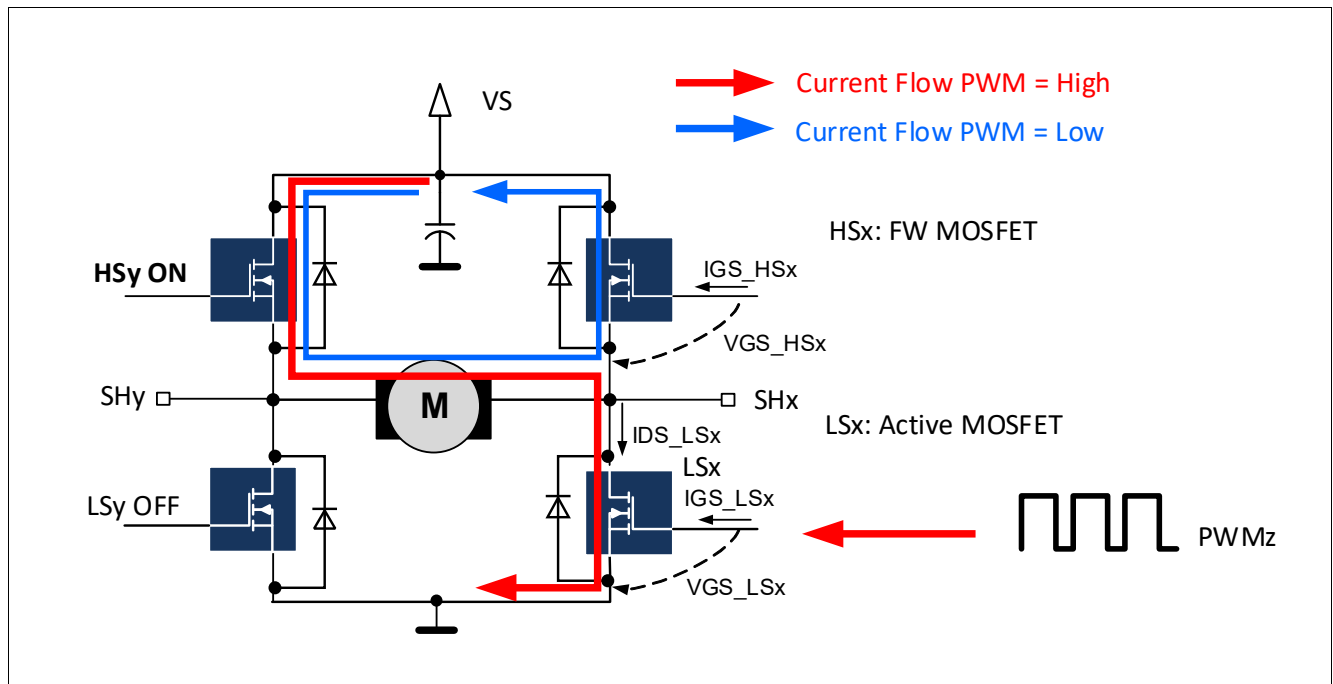 VS
Current Flow PWM = High
Current Flow PWM = Low
HSx: FW MOSFET
HSy ON
IGS_HSx
VGS_HSx
SHy
M
SHx
LSx: Active MOSFET
IDS_LSx
LSx
IGS_LSx
LSy OFF
PWMz
VGS_LSx